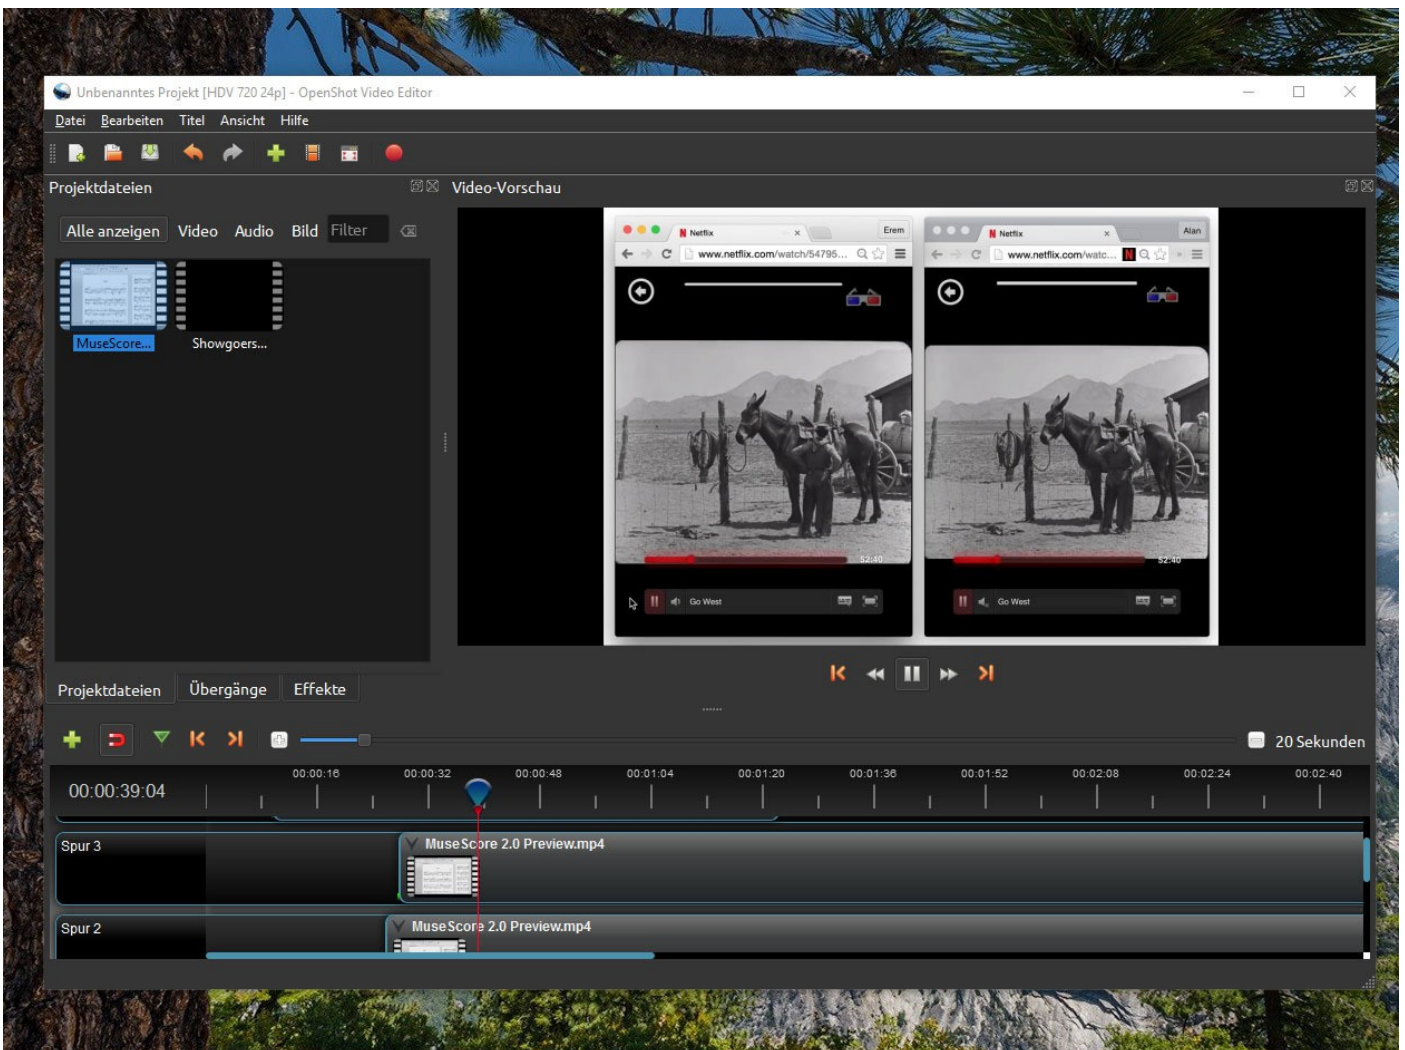 Unbenanntes Projekt [HDV 720 24p] - OpenShot Video Editor
Datei Bearbeiten Titel Ansicht Hilfe
Projektdateien
Video-Vorschau
Alle anzeigen Video Audio Bild Filter
MuseScore... Showgoers...
Netflix Erem
www.netflix.com/watch/54795...
52:40
Go West
Netflix Alan
www.netflix.com/watc...
52:40
Go West
Projektdateien Übergänge Effekte
20 Sekunden
00:00:39:04
00:00:16 00:00:32 00:00:48 00:01:04 00:01:20 00:01:36 00:01:52 00:02:08 00:02:24 00:02:40
Spur 3
MuseScore 2.0 Preview.mp4
Spur 2
MuseScore 2.0 Preview.mp4